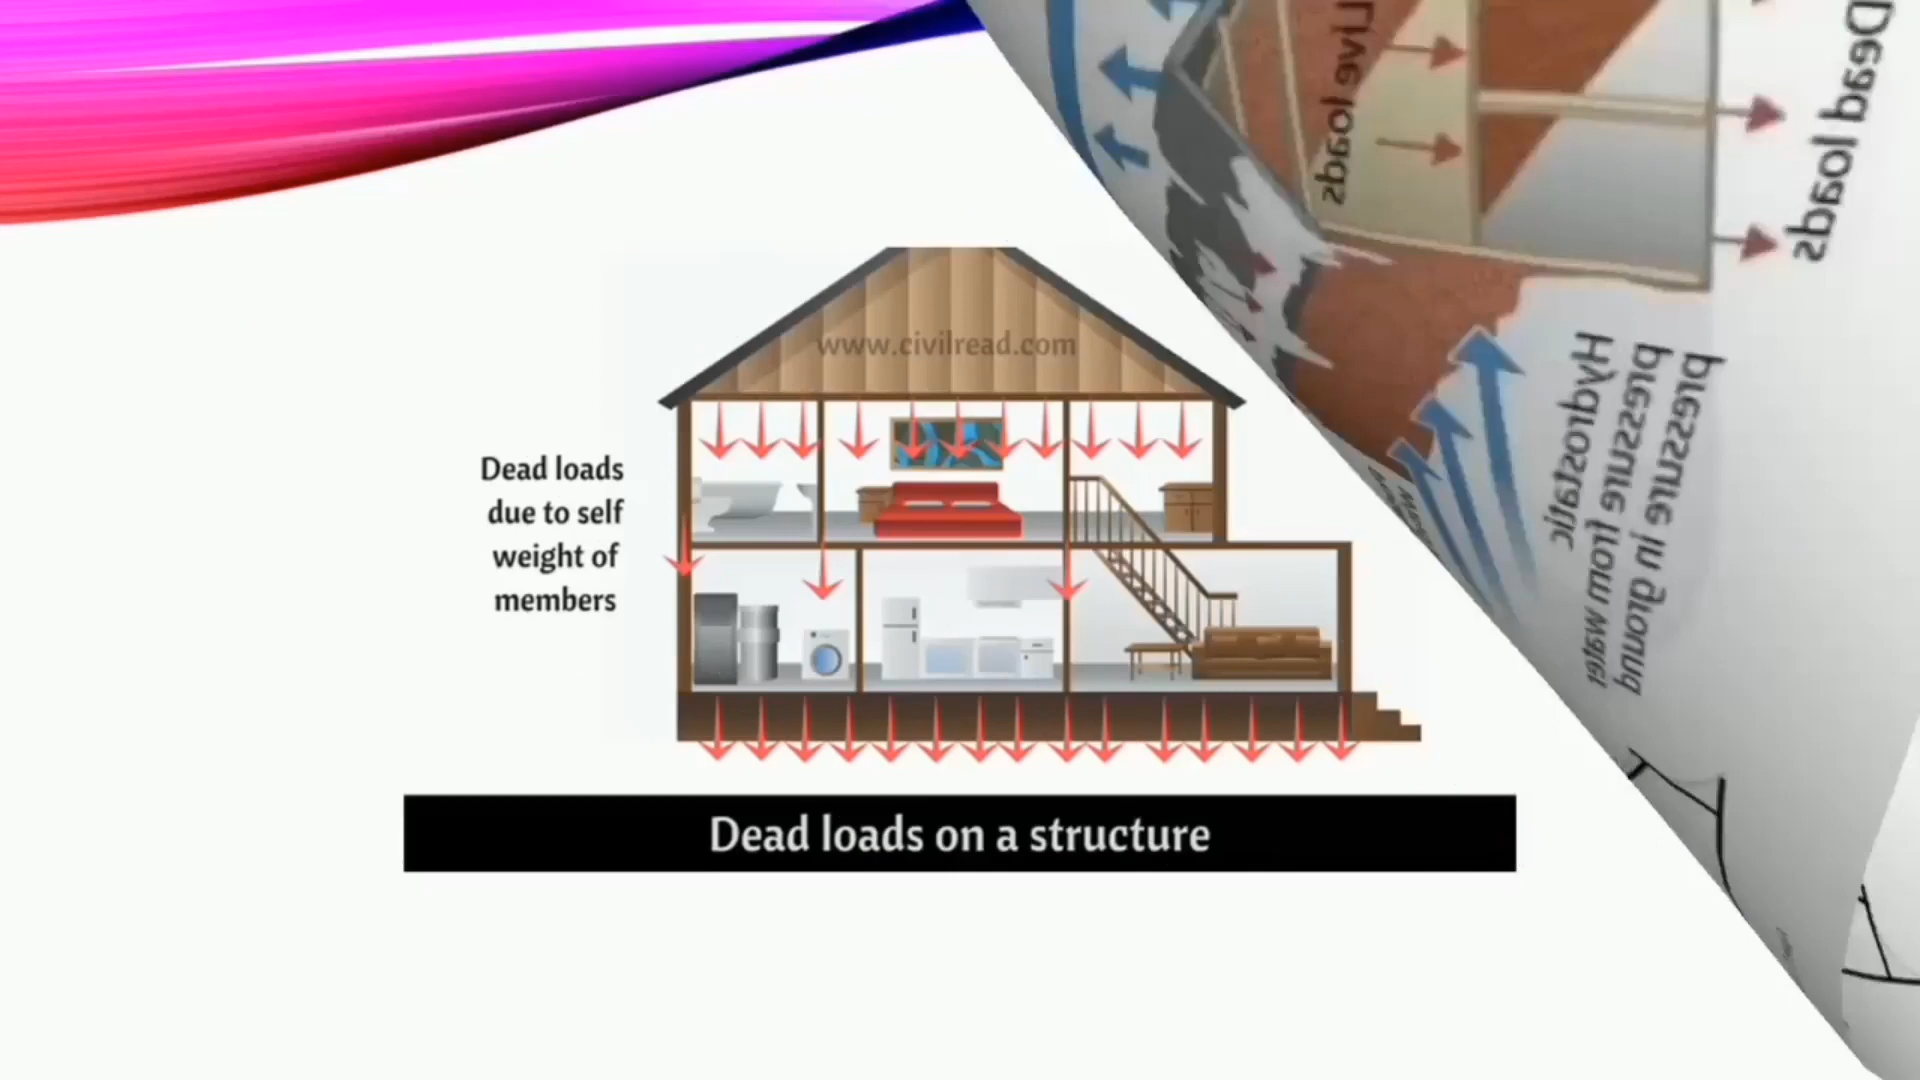 www.civilread.com
Dead loads
due to self
weight of
members
Dead loads on a structure
Live loads
Dead loads
Hydrostatic
pressure from water
pressure in ground